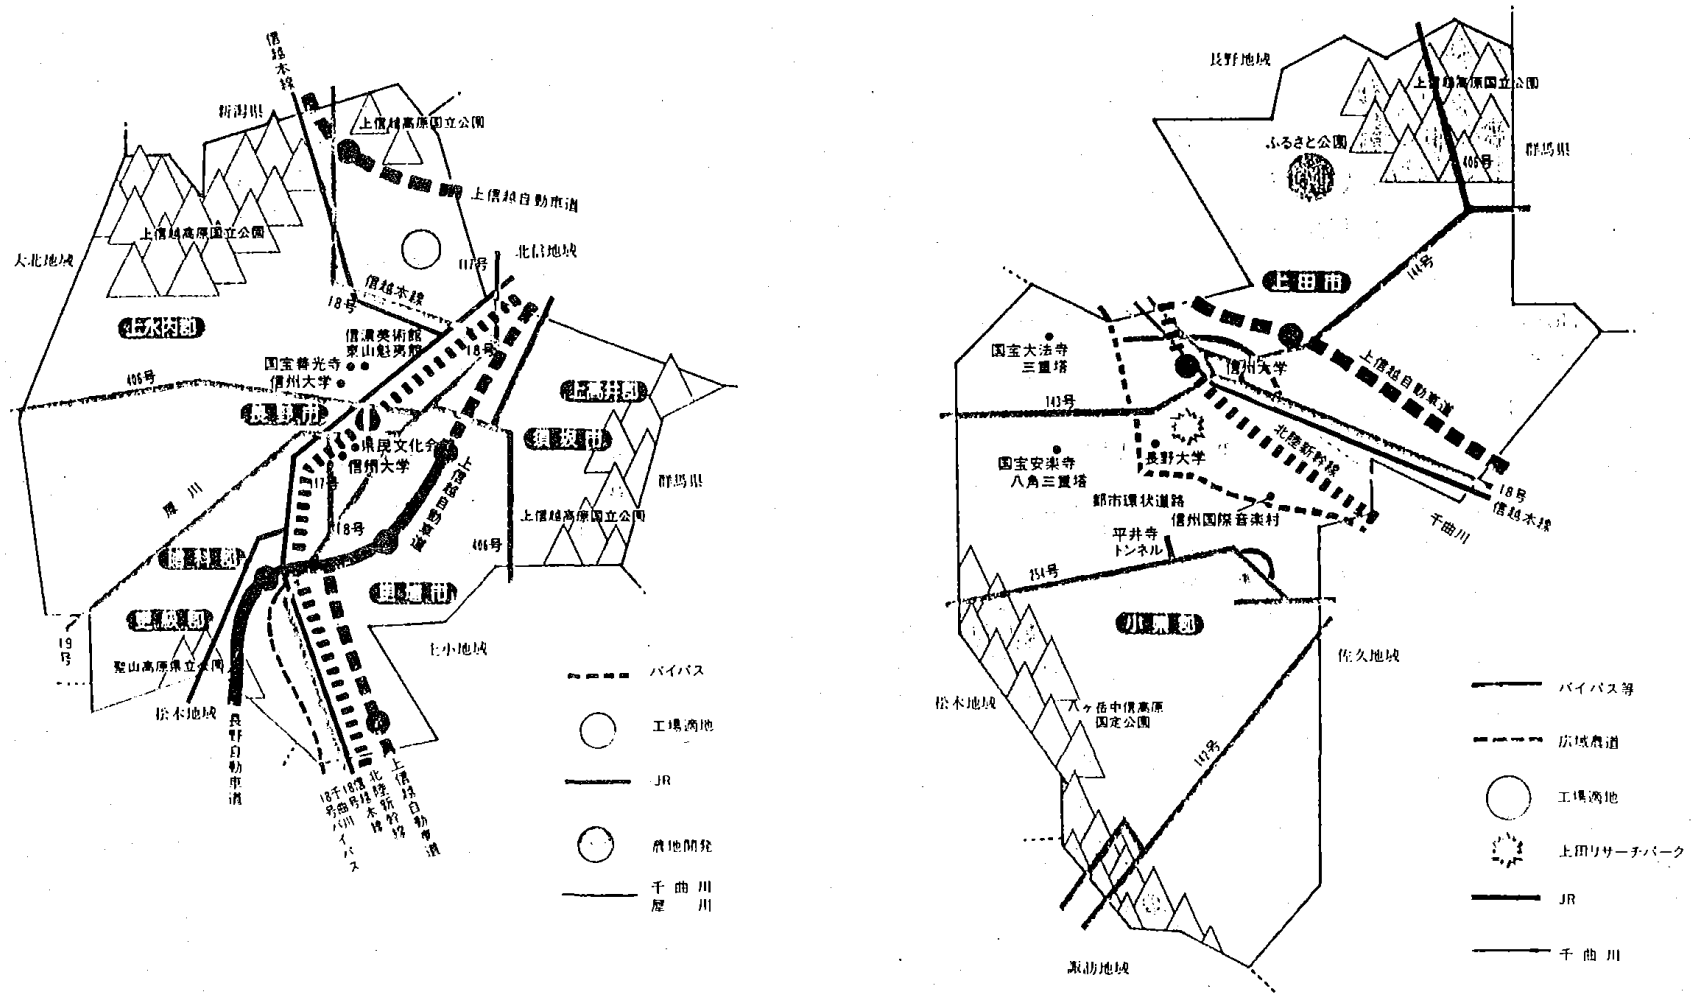 信越本線
新潟県
上信越高原国立公園
上信越自動車道
上信越高原国立公園
大北地域
北信地域
117号
信越本線
18号
上水内郡
信濃美術館
東山魁夷館
18号
国宝善光寺
信州大学
406号
長野市
上高井郡
須坂市
県民文化会
信州大学
上信越自動車道
群馬県
犀川
117号
18号
上信越高原国立公園
406号
埴科郡
更埴市
更級郡
19号
聖山高原県立公園
上小地域
松本地域
長野自動車道
18号バイパス
千曲川
18号
信越本線
北陸新幹線
上信越自動車道
バイパス
工場適地
JR
農地開発
千曲川
犀川
長野地域
上信越高原国立公園
ふるさと公園
406号
群馬県
144号
上田市
国宝大法寺
三重塔
信州大学
上信越自動車道
143号
北陸新幹線
国宝安楽寺
八角三重塔
長野大学
都市環状道路
信州国際音楽村
18号
信越本線
千曲川
平井寺
トンネル
254号
小県郡
佐久地域
松本地域
八ヶ岳中信高原
国定公園
142号
諏訪地域
バイパス等
広域農道
工場適地
上田リサーチパーク
JR
千曲川